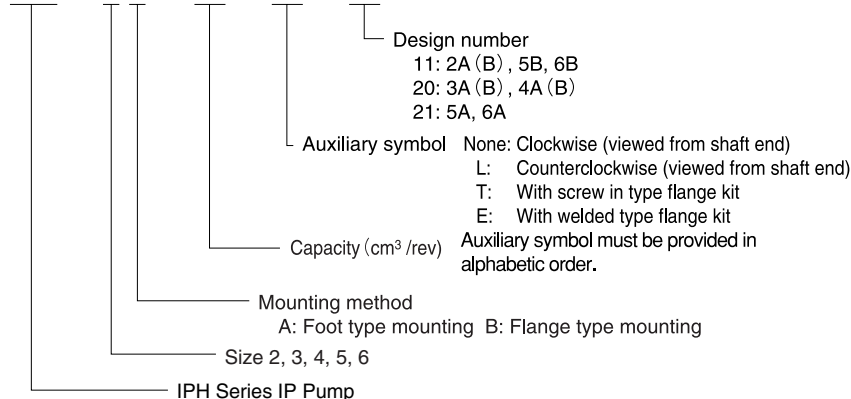 Design number
11: 2A（B）, 5B, 6B
20: 3A（B）, 4A（B）
21: 5A, 6A
Auxiliary symbol None: Clockwise (viewed from shaft end)
L: Counterclockwise (viewed from shaft end)
T: With screw in type flange kit
E: With welded type flange kit
Capacity（cm³ /rev) Auxiliary symbol must be provided in
alphabetic order.
Mounting method
A: Foot type mounting B: Flange type mounting
Size 2, 3, 4, 5, 6
IPH Series IP Pump